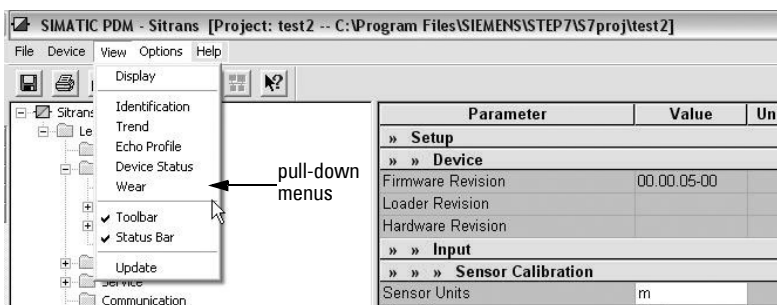 SIMATIC PDM - Sitrans [Project: test2 -- C:\Program Files\SIEMENS\STEP7\S7proj\test2]
File Device View Options Help
Display
Identification
Trend
Echo Profile
Device Status
Wear
Toolbar
Status Bar
Update
Communication
pull-down
menus
Parameter Value
» Setup
» » Device
Firmware Revision 00.00.05-00
Loader Revision
Hardware Revision
» » Input
» » » Sensor Calibration
Sensor Units m